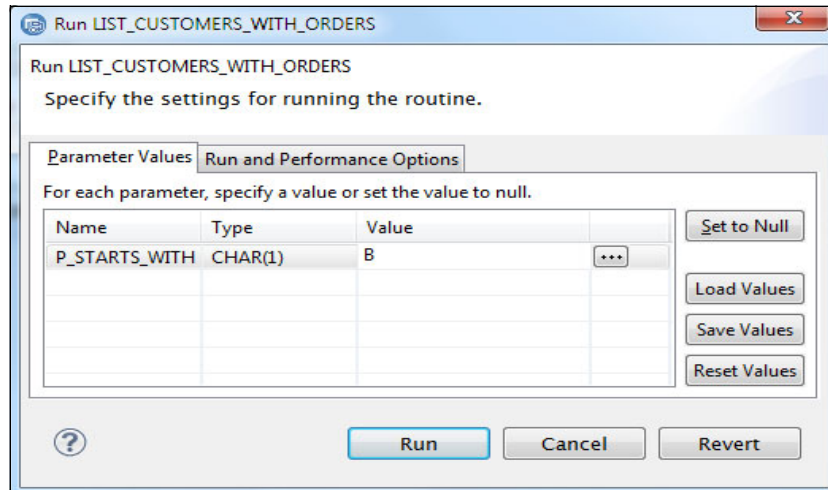 Run LIST_CUSTOMERS_WITH_ORDERS
Run LIST_CUSTOMERS_WITH_ORDERS
Specify the settings for running the routine.
Parameter Values Run and Performance Options
For each parameter, specify a value or set the value to null.
Name Type Value
P_STARTS_WITH CHAR(1) B ...
Set to Null
Load Values
Save Values
Reset Values
? Run Cancel Revert